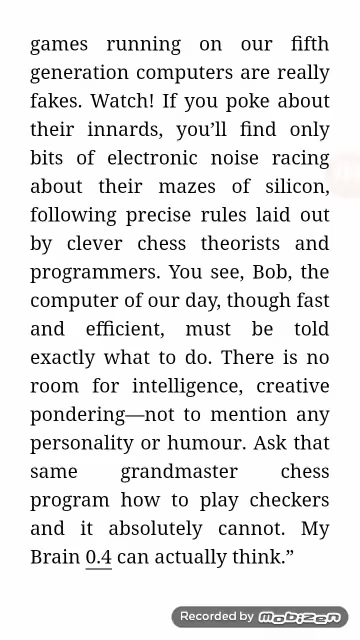 games running on our fifth
generation computers are really
fakes. Watch! If you poke about
their innards, you’ll find only
bits of electronic noise racing
about their mazes of silicon,
following precise rules laid out
by clever chess theorists and
programmers. You see, Bob, the
computer of our day, though fast
and efficient, must be told
exactly what to do. There is no
room for intelligence, creative
pondering—not to mention any
personality or humour. Ask that
same grandmaster chess
program how to play checkers
and it absolutely cannot. My
Brain 0.4 can actually think.”
Recorded by mobizen